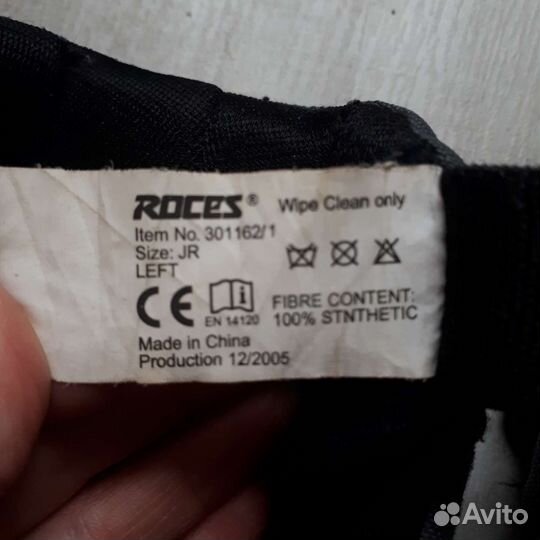 ROCES® Wipe Clean only
Item No. 301162/1
Size: JR
LEFT
CE EN 14120 FIBRE CONTENT:
100% STNTHETIC
Made in China
Production 12/2005
Avito